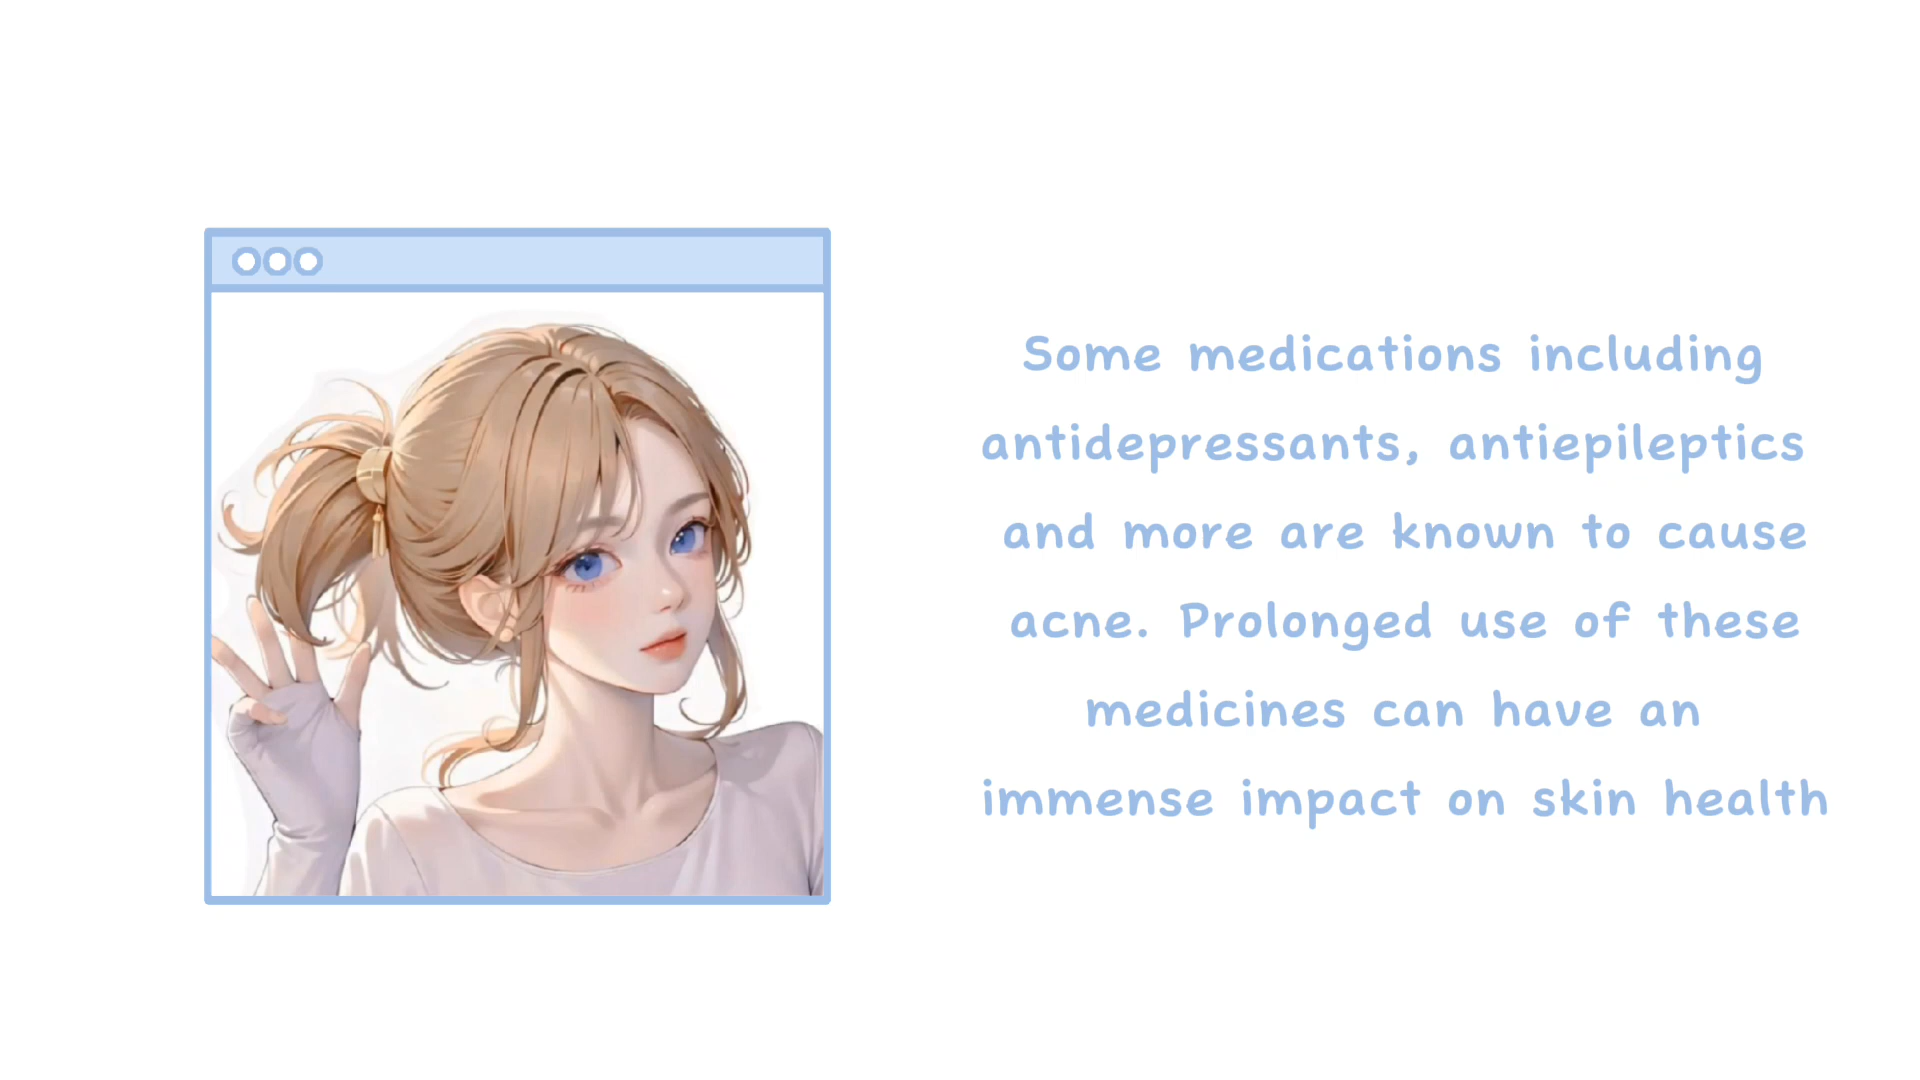 Some medications including
antidepressants, antiepileptics
and more are known to cause
acne. Prolonged use of these
medicines can have an
immense impact on skin health